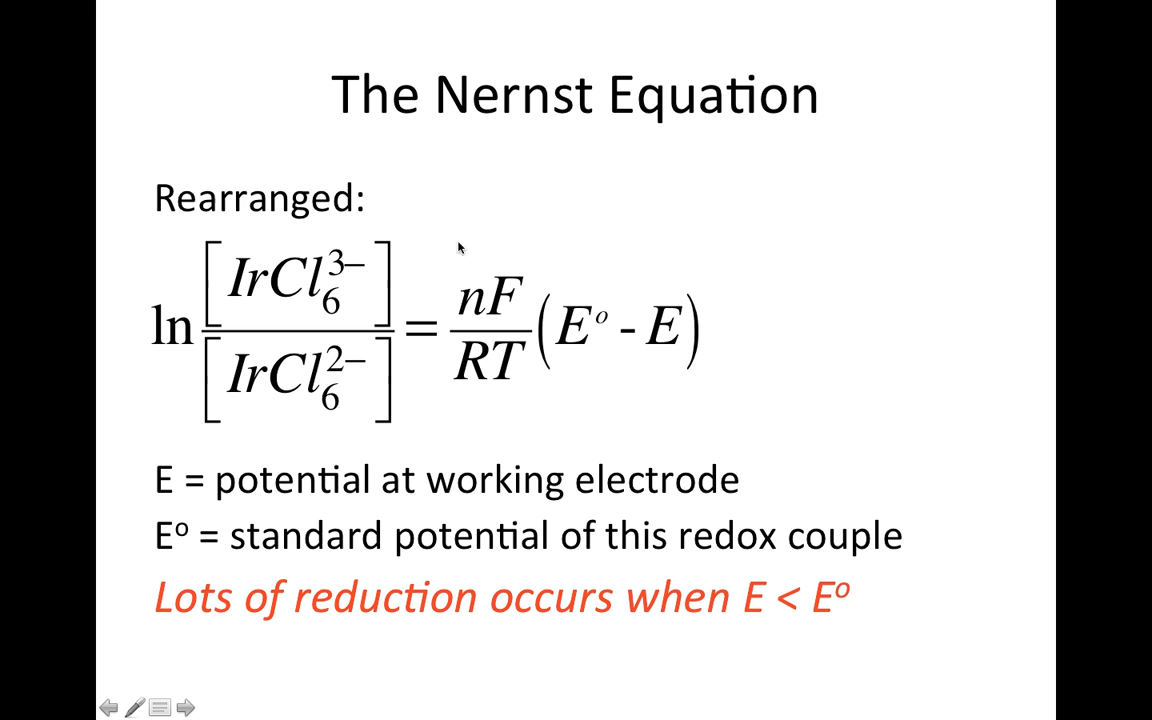 The Nernst Equation
Rearranged:
ln [IrCl₆³⁻] / [IrCl₆²⁻] = nF / RT (Eᵒ - E)
E = potential at working electrode
Eᵒ = standard potential of this redox couple
Lots of reduction occurs when E < Eᵒ